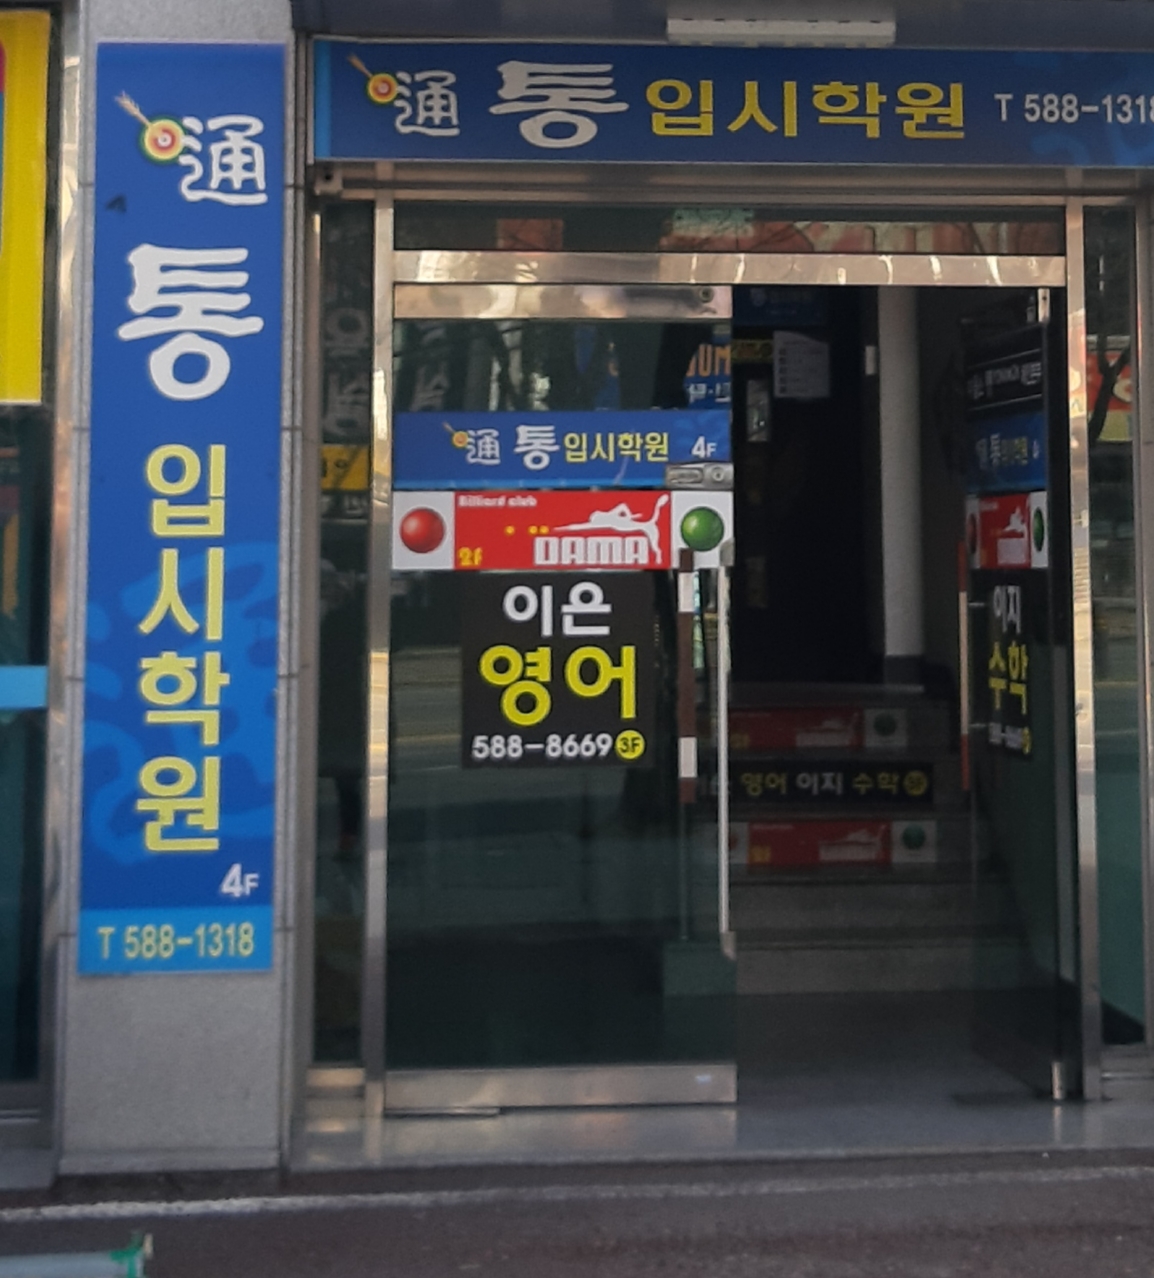 通
통
입시학원
4F
T 588-1318
通 통 입시학원 T 588-1318
通 통 입시학원 4F
Billiard club
2F DAMA
이은
영어
588-8669 3F
이지
수학
영어 이지 수학